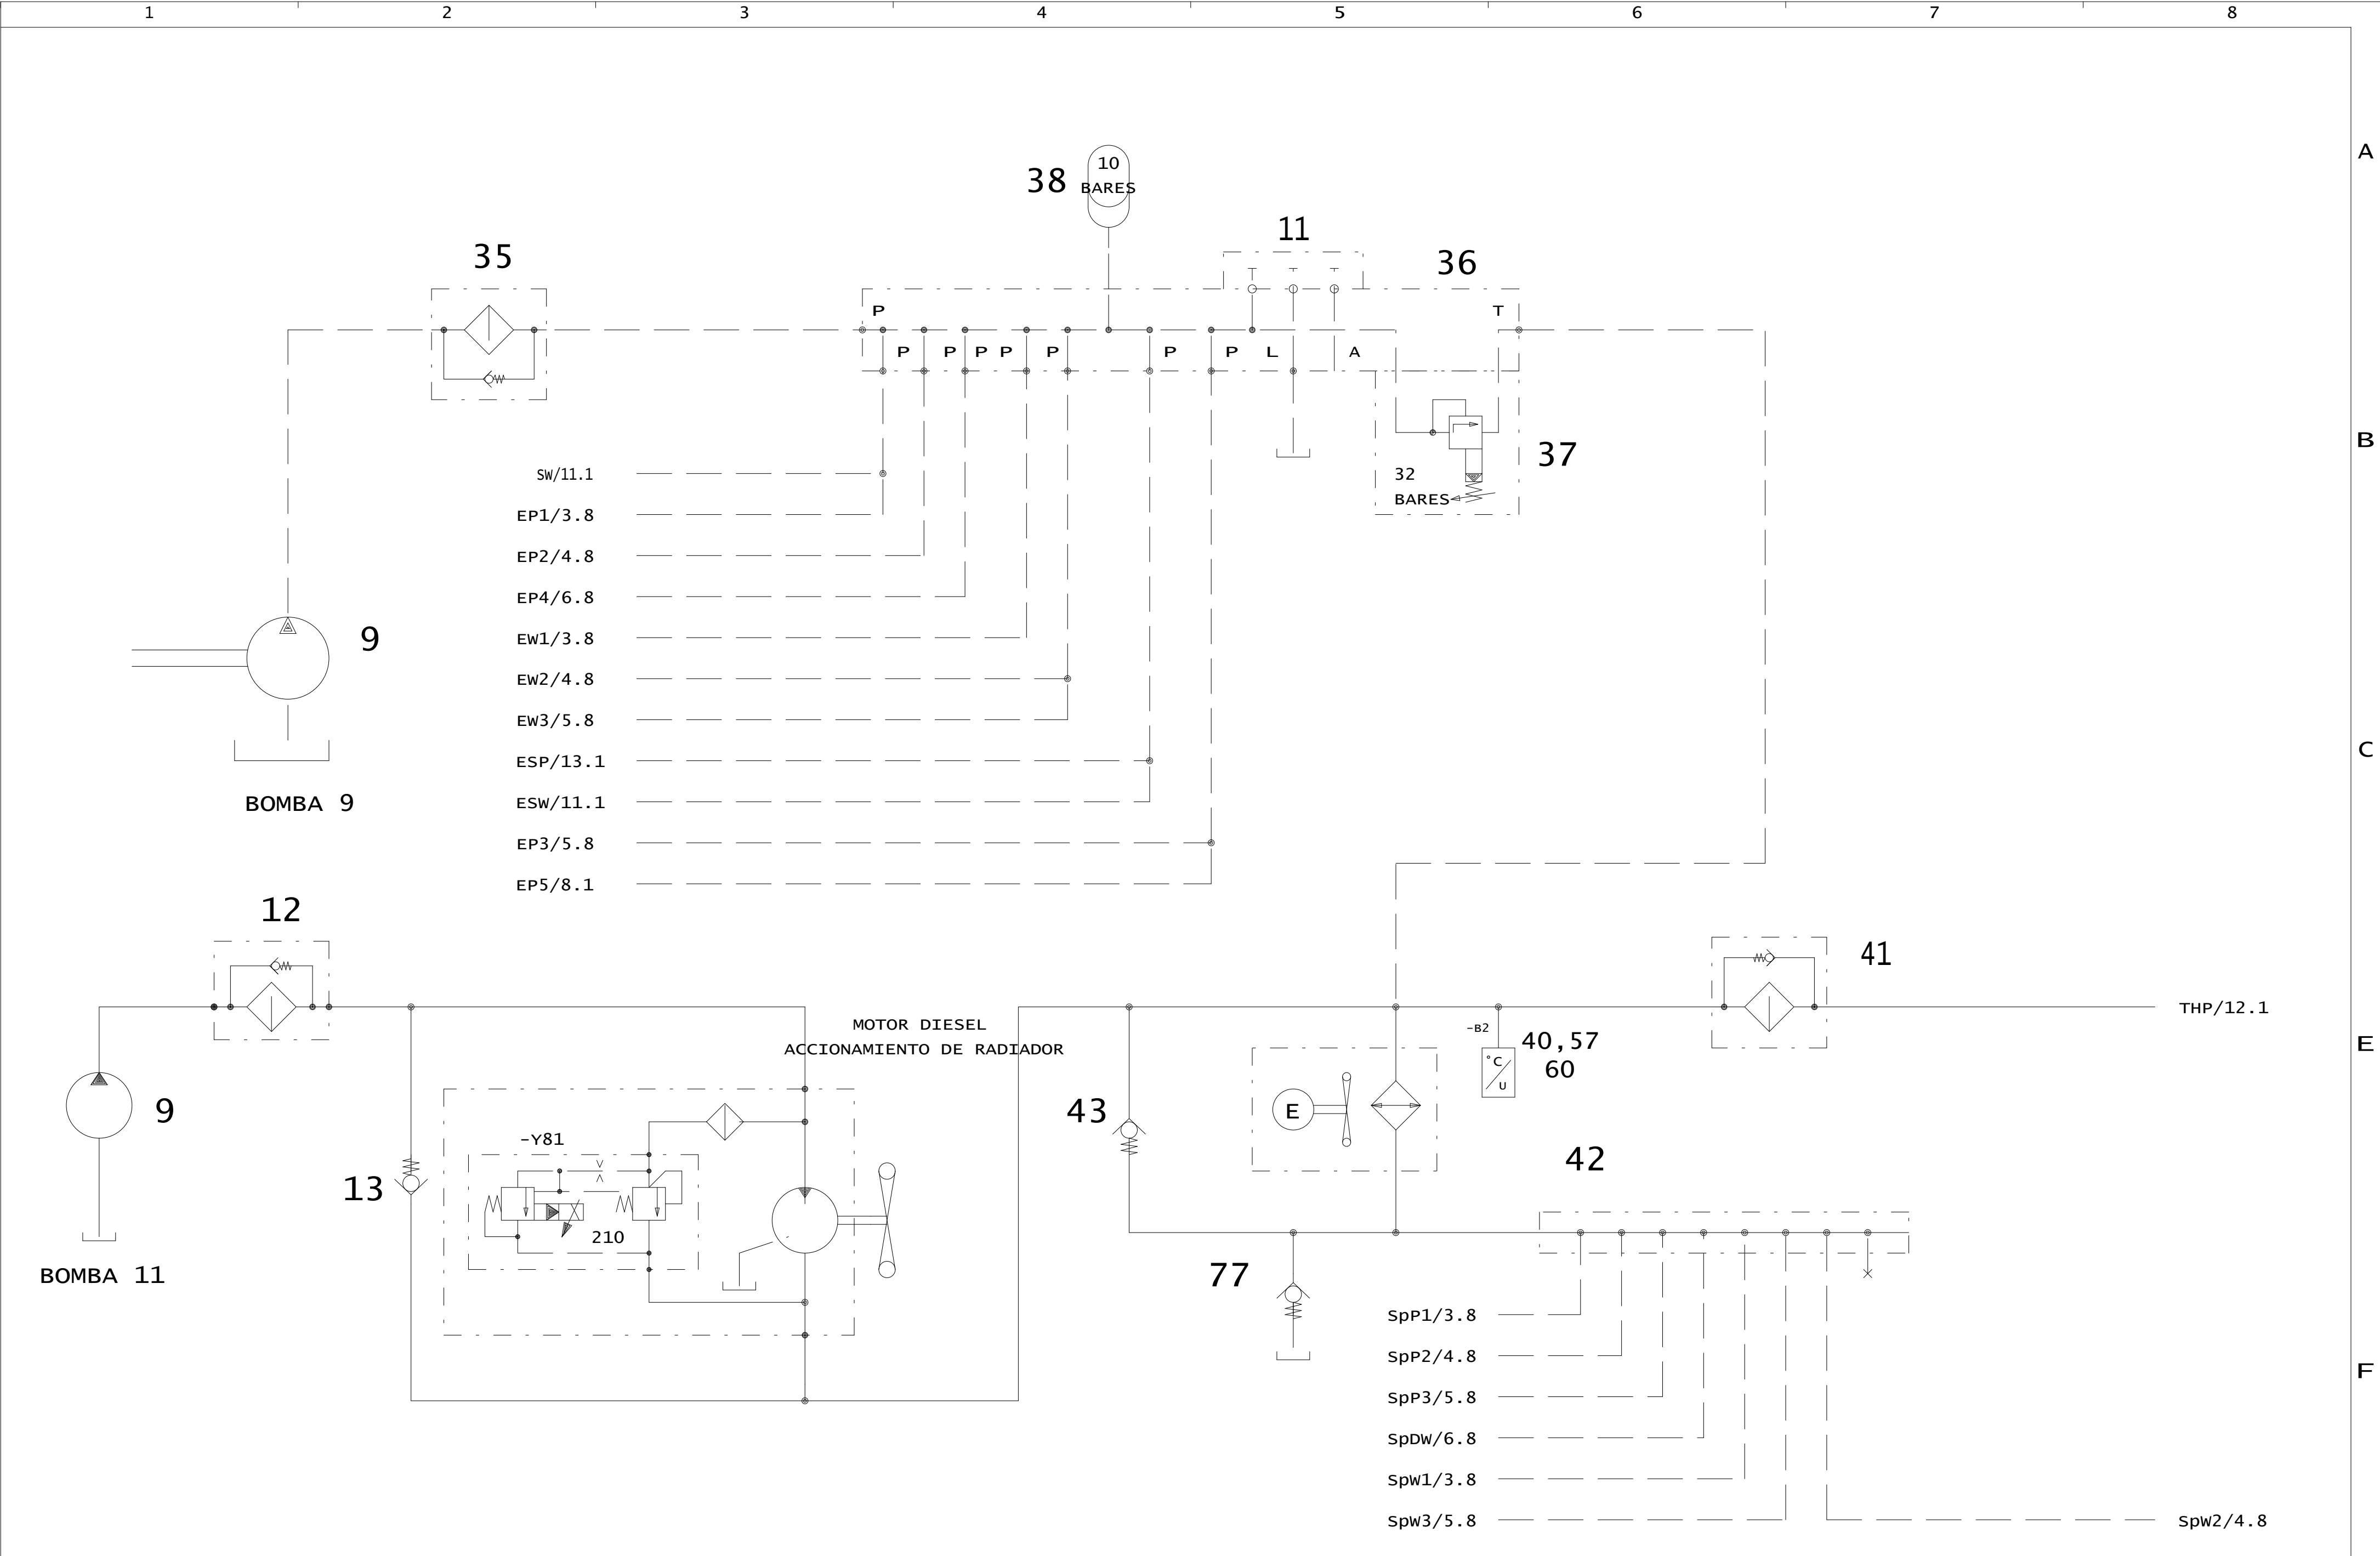 1 2 3 4 5 6 7 8
A
10
38 BARES
11
35
36
P
T
P P P P P P P L A
B
37
32
BARES
SW/11.1
EP1/3.8
EP2/4.8
EP4/6.8
9
EW1/3.8
EW2/4.8
EW3/5.8
C
ESP/13.1
BOMBA 9
ESW/11.1
EP3/5.8
EP5/8.1
12
41
THP/12.1
MOTOR DIESEL
ACCIONAMIENTO DE RADIADOR
-B2
40,57
60
°C
U
E
9
43
E
-Y81
42
13
210
BOMBA 11
77
SpP1/3.8
SpP2/4.8
F
SpP3/5.8
SpDW/6.8
SpW1/3.8
SpW3/5.8
SpW2/4.8